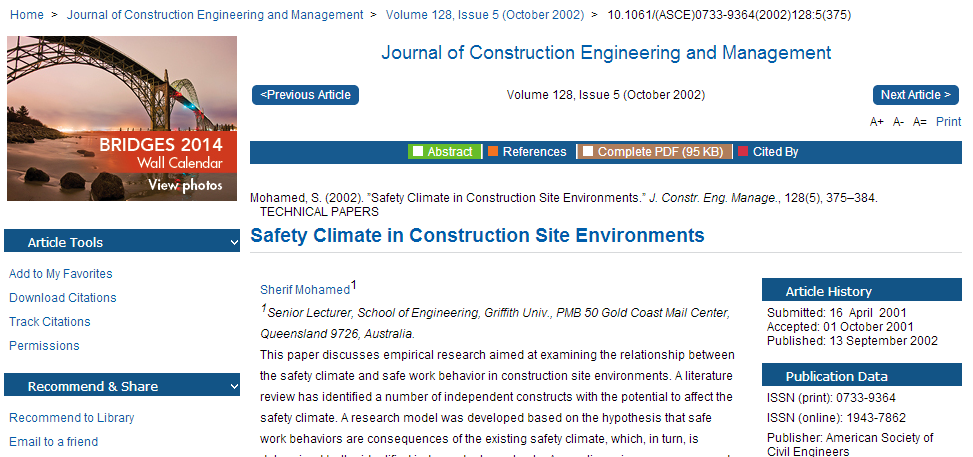 Home > Journal of Construction Engineering and Management > Volume 128, Issue 5 (October 2002) > 10.1061/(ASCE)0733-9364(2002)128:5(375)
BRIDGES 2014
Wall Calendar
View photos
Journal of Construction Engineering and Management
<Previous Article
Volume 128, Issue 5 (October 2002)
Next Article >
A+ A- A= Print
Abstract References Complete PDF (95 KB) Cited By
Mohamed, S. (2002). ”Safety Climate in Construction Site Environments.” J. Constr. Eng. Manage., 128(5), 375–384.
TECHNICAL PAPERS
Safety Climate in Construction Site Environments
Article Tools
Add to My Favorites
Download Citations
Track Citations
Permissions
Recommend & Share
Recommend to Library
Email to a friend
Sherif Mohamed1
1Senior Lecturer, School of Engineering, Griffith Univ., PMB 50 Gold Coast Mail Center,
Queensland 9726, Australia.
This paper discusses empirical research aimed at examining the relationship between
the safety climate and safe work behavior in construction site environments. A literature
review has identified a number of independent constructs with the potential to affect the
safety climate. A research model was developed based on the hypothesis that safe
work behaviors are consequences of the existing safety climate, which, in turn, is
Article History
Submitted: 16 April 2001
Accepted: 01 October 2001
Published: 13 September 2002
Publication Data
ISSN (print): 0733-9364
ISSN (online): 1943-7862
Publisher: American Society of
Civil Engineers